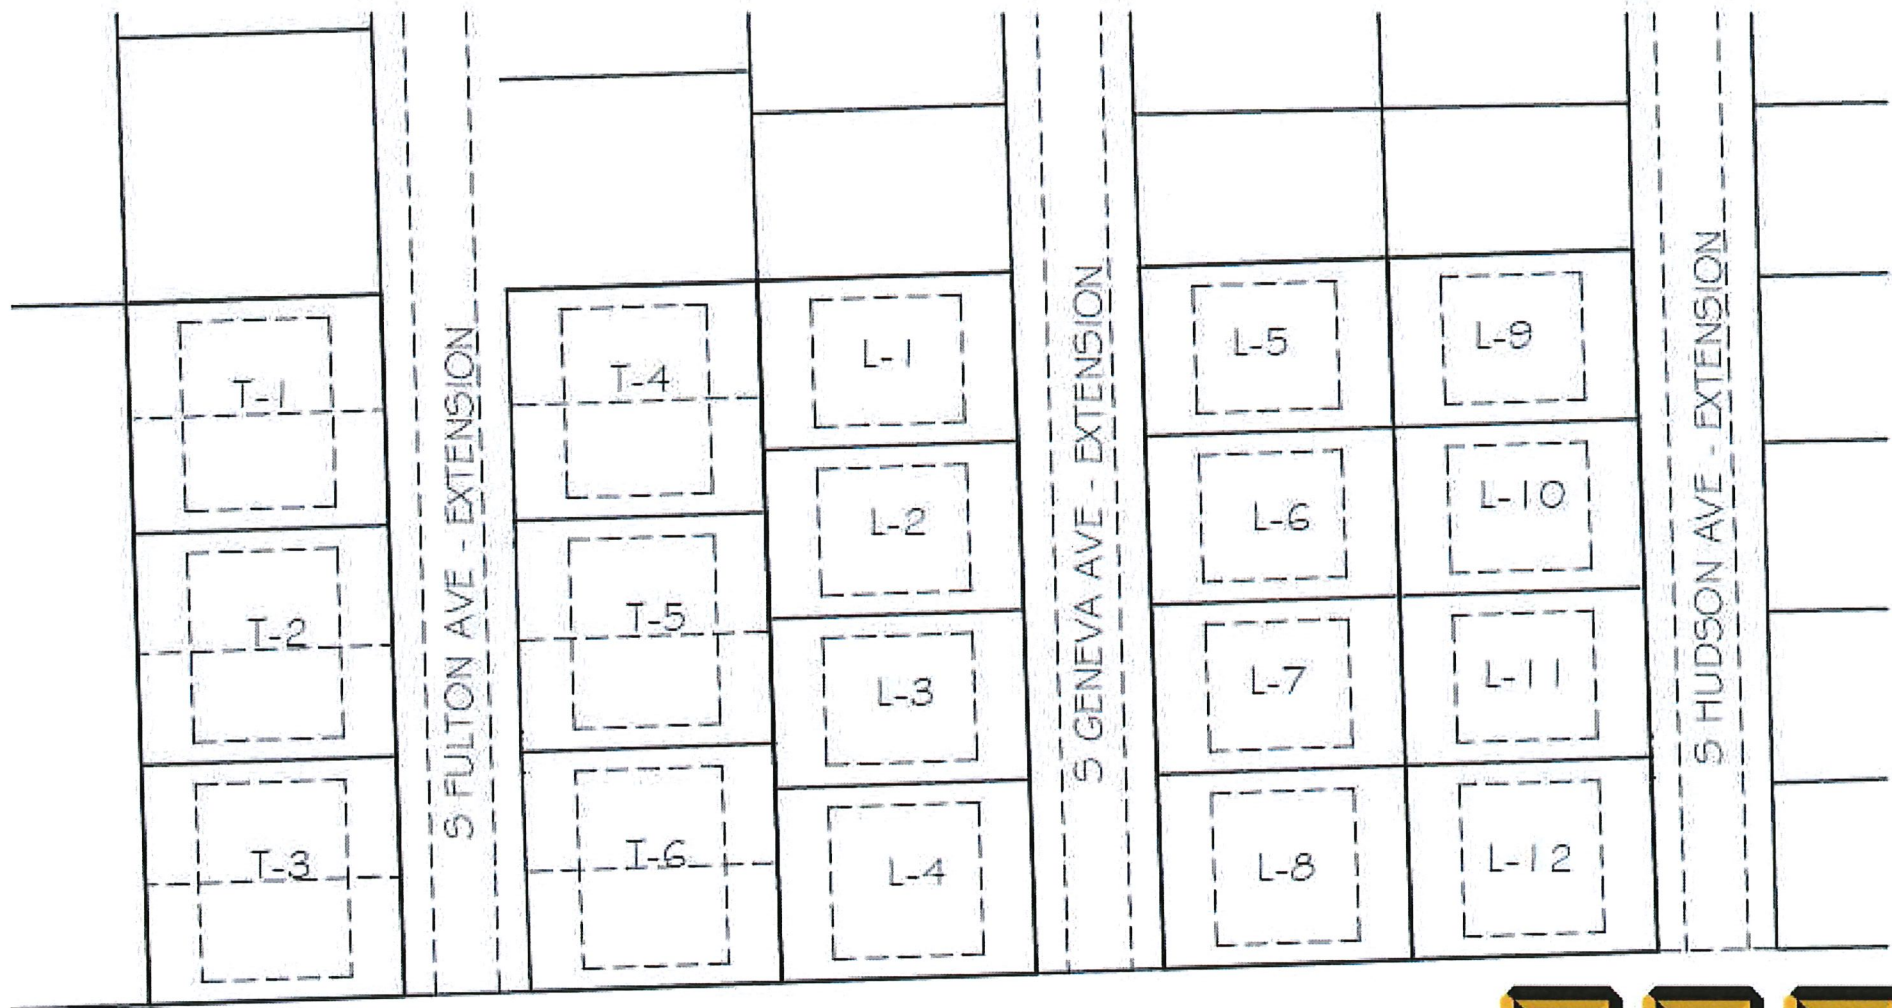 T-1
T-2
T-3
S FULTON AVE - EXTENSION
T-4
T-5
T-6
L-1
L-2
L-3
L-4
S GENEVA AVE - EXTENSION
L-5
L-6
L-7
L-8
L-9
L-10
L-11
L-12
S HUDSON AVE - EXTENSION